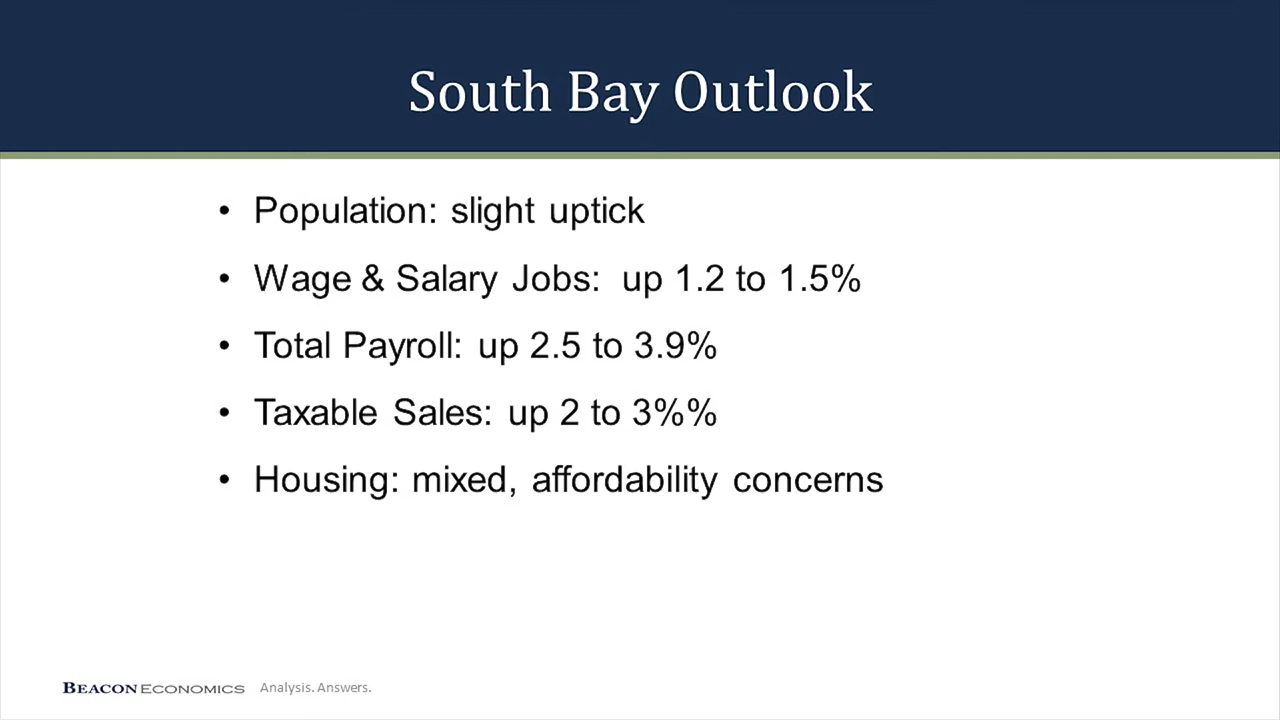 South Bay Outlook
• Population: slight uptick
• Wage & Salary Jobs:  up 1.2 to 1.5%
• Total Payroll: up 2.5 to 3.9%
• Taxable Sales: up 2 to 3%%
• Housing: mixed, affordability concerns
BEACON ECONOMICS Analysis. Answers.